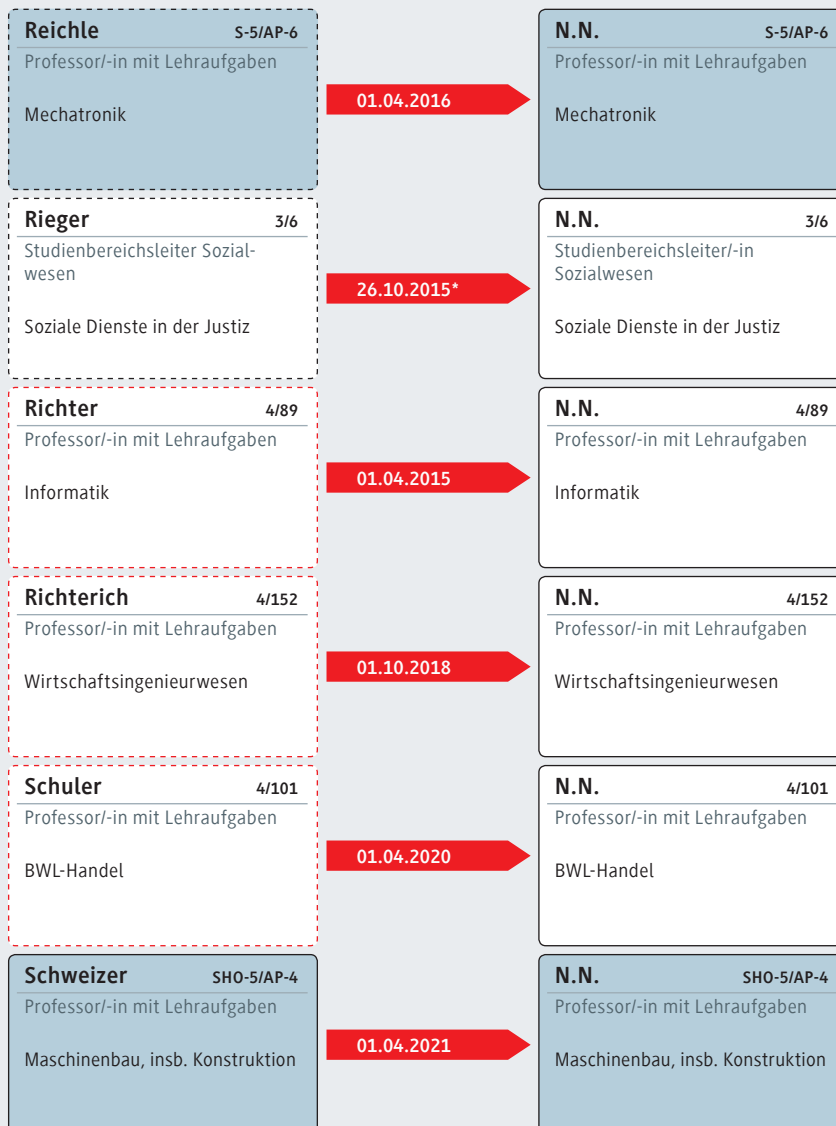 Reichle S-5/AP-6
Professor/-in mit Lehraufgaben
Mechatronik
01.04.2016
N.N. S-5/AP-6
Professor/-in mit Lehraufgaben
Mechatronik
Rieger 3/6
Studienbereichsleiter Sozial-
wesen
Soziale Dienste in der Justiz
26.10.2015*
N.N. 3/6
Studienbereichsleiter/-in
Sozialwesen
Soziale Dienste in der Justiz
Richter 4/89
Professor/-in mit Lehraufgaben
Informatik
01.04.2015
N.N. 4/89
Professor/-in mit Lehraufgaben
Informatik
Richterich 4/152
Professor/-in mit Lehraufgaben
Wirtschaftsingenieurwesen
01.10.2018
N.N. 4/152
Professor/-in mit Lehraufgaben
Wirtschaftsingenieurwesen
Schuler 4/101
Professor/-in mit Lehraufgaben
BWL-Handel
01.04.2020
N.N. 4/101
Professor/-in mit Lehraufgaben
BWL-Handel
Schweizer SHO-5/AP-4
Professor/-in mit Lehraufgaben
Maschinenbau, insb. Konstruktion
01.04.2021
N.N. SHO-5/AP-4
Professor/-in mit Lehraufgaben
Maschinenbau, insb. Konstruktion